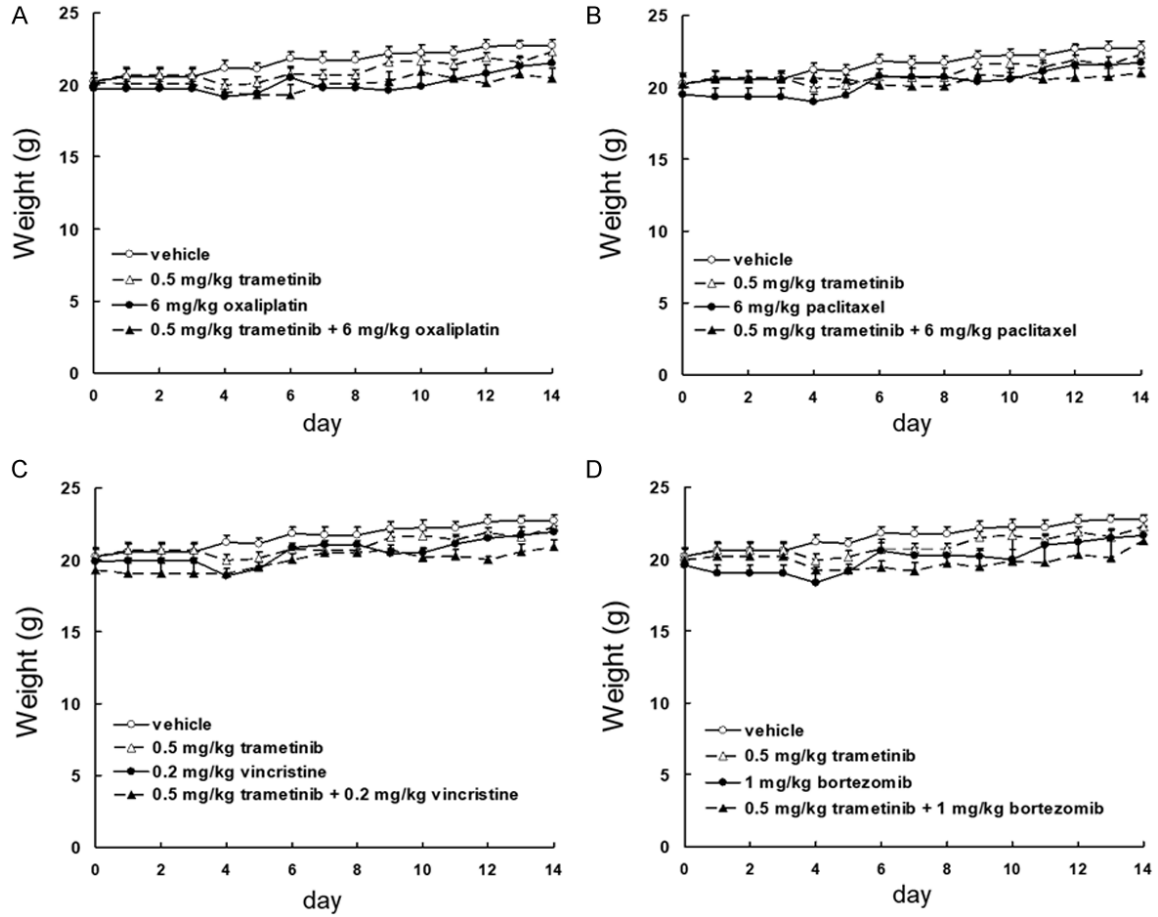 A
25
20
15
10
5
0
Weight (g)
vehicle
0.5 mg/kg trametinib
6 mg/kg oxaliplatin
0.5 mg/kg trametinib + 6 mg/kg oxaliplatin
0 2 4 6 8 10 12 14
day
B
25
20
15
10
5
0
Weight (g)
vehicle
0.5 mg/kg trametinib
6 mg/kg paclitaxel
0.5 mg/kg trametinib + 6 mg/kg paclitaxel
0 2 4 6 8 10 12 14
day
C
25
20
15
10
5
0
Weight (g)
vehicle
0.5 mg/kg trametinib
0.2 mg/kg vincristine
0.5 mg/kg trametinib + 0.2 mg/kg vincristine
0 2 4 6 8 10 12 14
day
D
25
20
15
10
5
0
Weight (g)
vehicle
0.5 mg/kg trametinib
1 mg/kg bortezomib
0.5 mg/kg trametinib + 1 mg/kg bortezomib
0 2 4 6 8 10 12 14
day